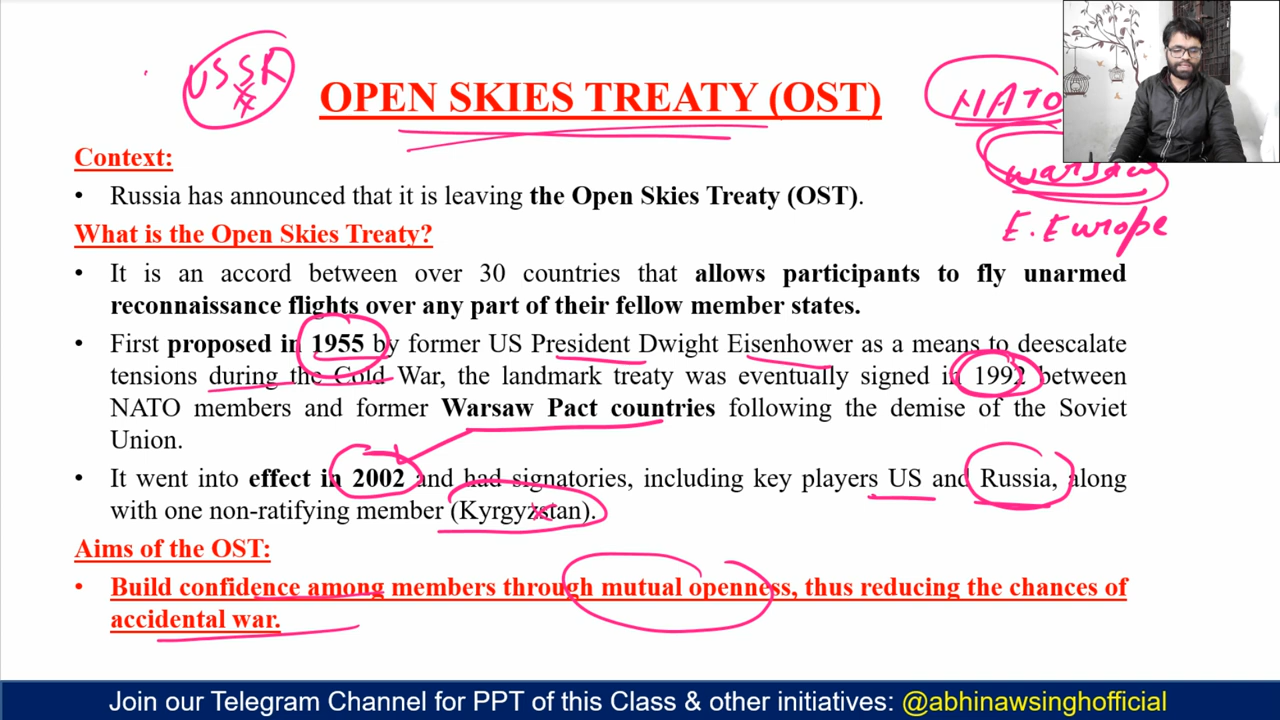 USSR
OPEN SKIES TREATY (OST)
NATO
Warsaw
E. Europe
Context:
• Russia has announced that it is leaving the Open Skies Treaty (OST).
What is the Open Skies Treaty?
• It is an accord between over 30 countries that allows participants to fly unarmed
reconnaissance flights over any part of their fellow member states.
• First proposed in 1955 by former US President Dwight Eisenhower as a means to deescalate
tensions during the Cold War, the landmark treaty was eventually signed in 1992 between
NATO members and former Warsaw Pact countries following the demise of the Soviet
Union.
• It went into effect in 2002 and had signatories, including key players US and Russia, along
with one non-ratifying member (Kyrgyzstan).
Aims of the OST:
• Build confidence among members through mutual openness, thus reducing the chances of
accidental war.
Join our Telegram Channel for PPT of this Class & other initiatives: @abhinawsinghofficial